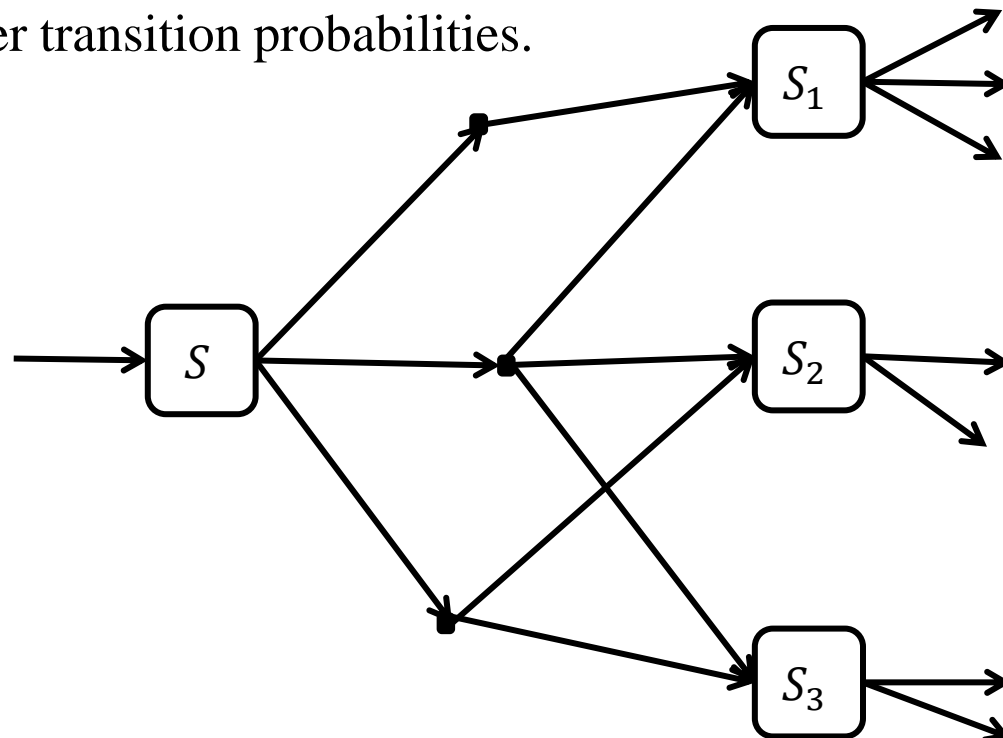 er transition probabilities.
S₁
S
S₂
S₃